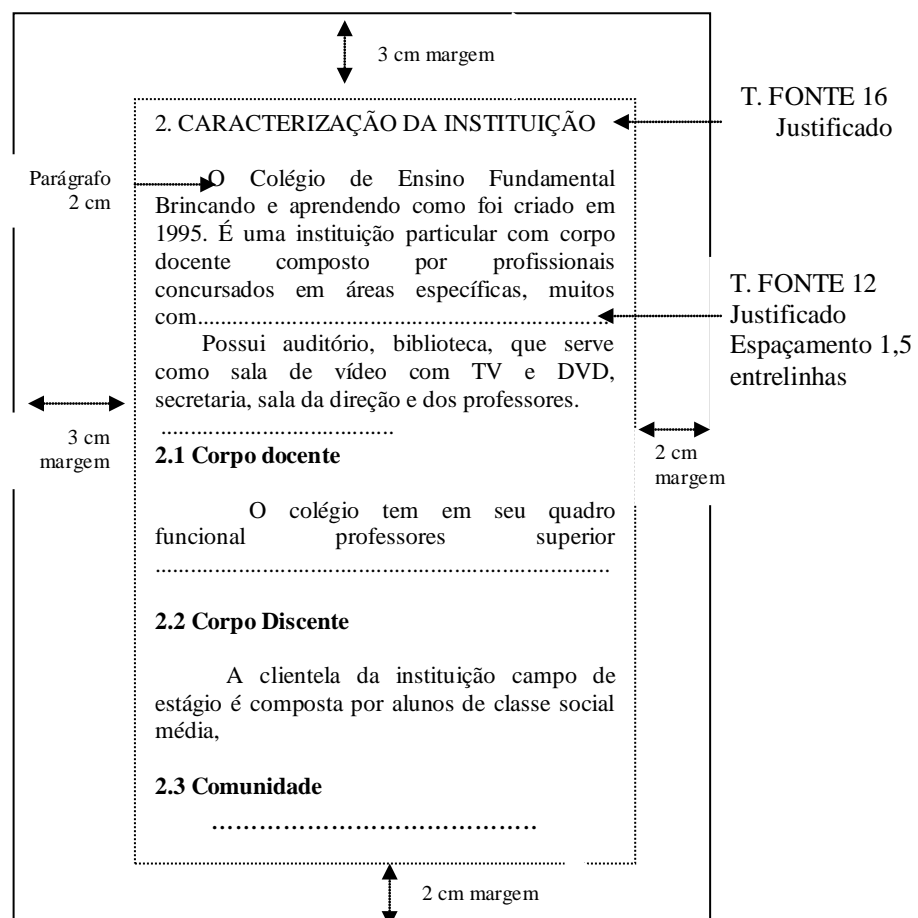 3 cm margem
T. FONTE 16
Justificado
2. CARACTERIZAÇÃO DA INSTITUIÇÃO
Parágrafo
2 cm
O Colégio de Ensino Fundamental
Brincando e aprendendo como foi criado em
1995. É uma instituição particular com corpo
docente composto por profissionais
concursados em áreas específicas, muitos
com........................................................................
T. FONTE 12
Justificado
Espaçamento 1,5
entrelinhas
Possui auditório, biblioteca, que serve
como sala de vídeo com TV e DVD,
secretaria, sala da direção e dos professores.
........................................
3 cm
margem
2 cm
margem
2.1 Corpo docente
O colégio tem em seu quadro
funcional professores superior
..............................................................................
2.2 Corpo Discente
A clientela da instituição campo de
estágio é composta por alunos de classe social
média,
2.3 Comunidade
..........................................
2 cm margem